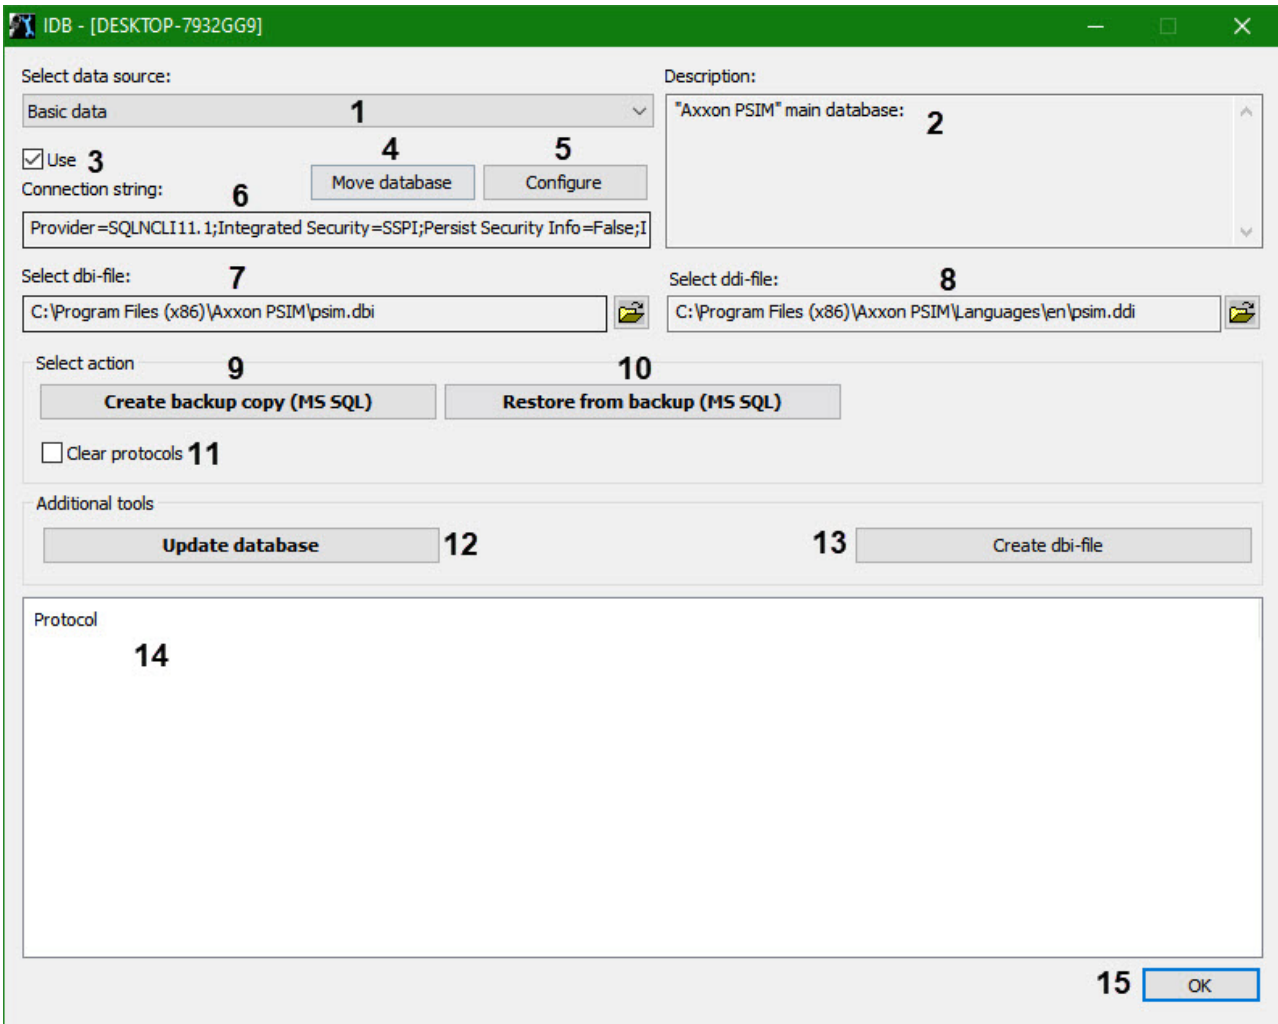 IDB - [DESKTOP-7932GG9]
Select data source:
Description:
Basic data 1
"Axxon PSIM" main database: 2
Use 3
4
5
Move database
Configure
Connection string: 6
Provider=SQLNCLI11.1;Integrated Security=SSPI;Persist Security Info=False;I
Select dbi-file: 7
Select ddi-file: 8
C:\Program Files (x86)\Axxon PSIM\psim.dbi
C:\Program Files (x86)\Axxon PSIM\Languages\en\psim.ddi
Select action
9
10
Create backup copy (MS SQL)
Restore from backup (MS SQL)
Clear protocols 11
Additional tools
Update database 12
13 Create dbi-file
Protocol
14
15 OK